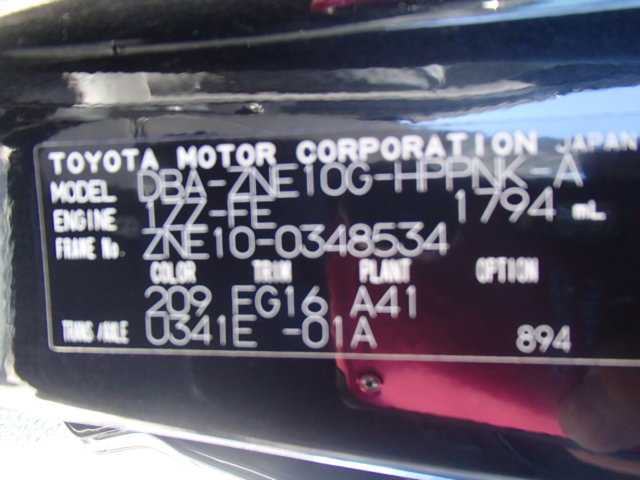 TOYOTA MOTOR CORPORATION JAPAN
MODEL DBA-ZNE10G-HPPNK-A
ENGINE 1ZZ-FE 1794 mL
FRAME No. ZNE10-0348534
COLOR TRIM PLANT OPTION
209 FG16 A41
TRANS/AXLE U341E -01A 894